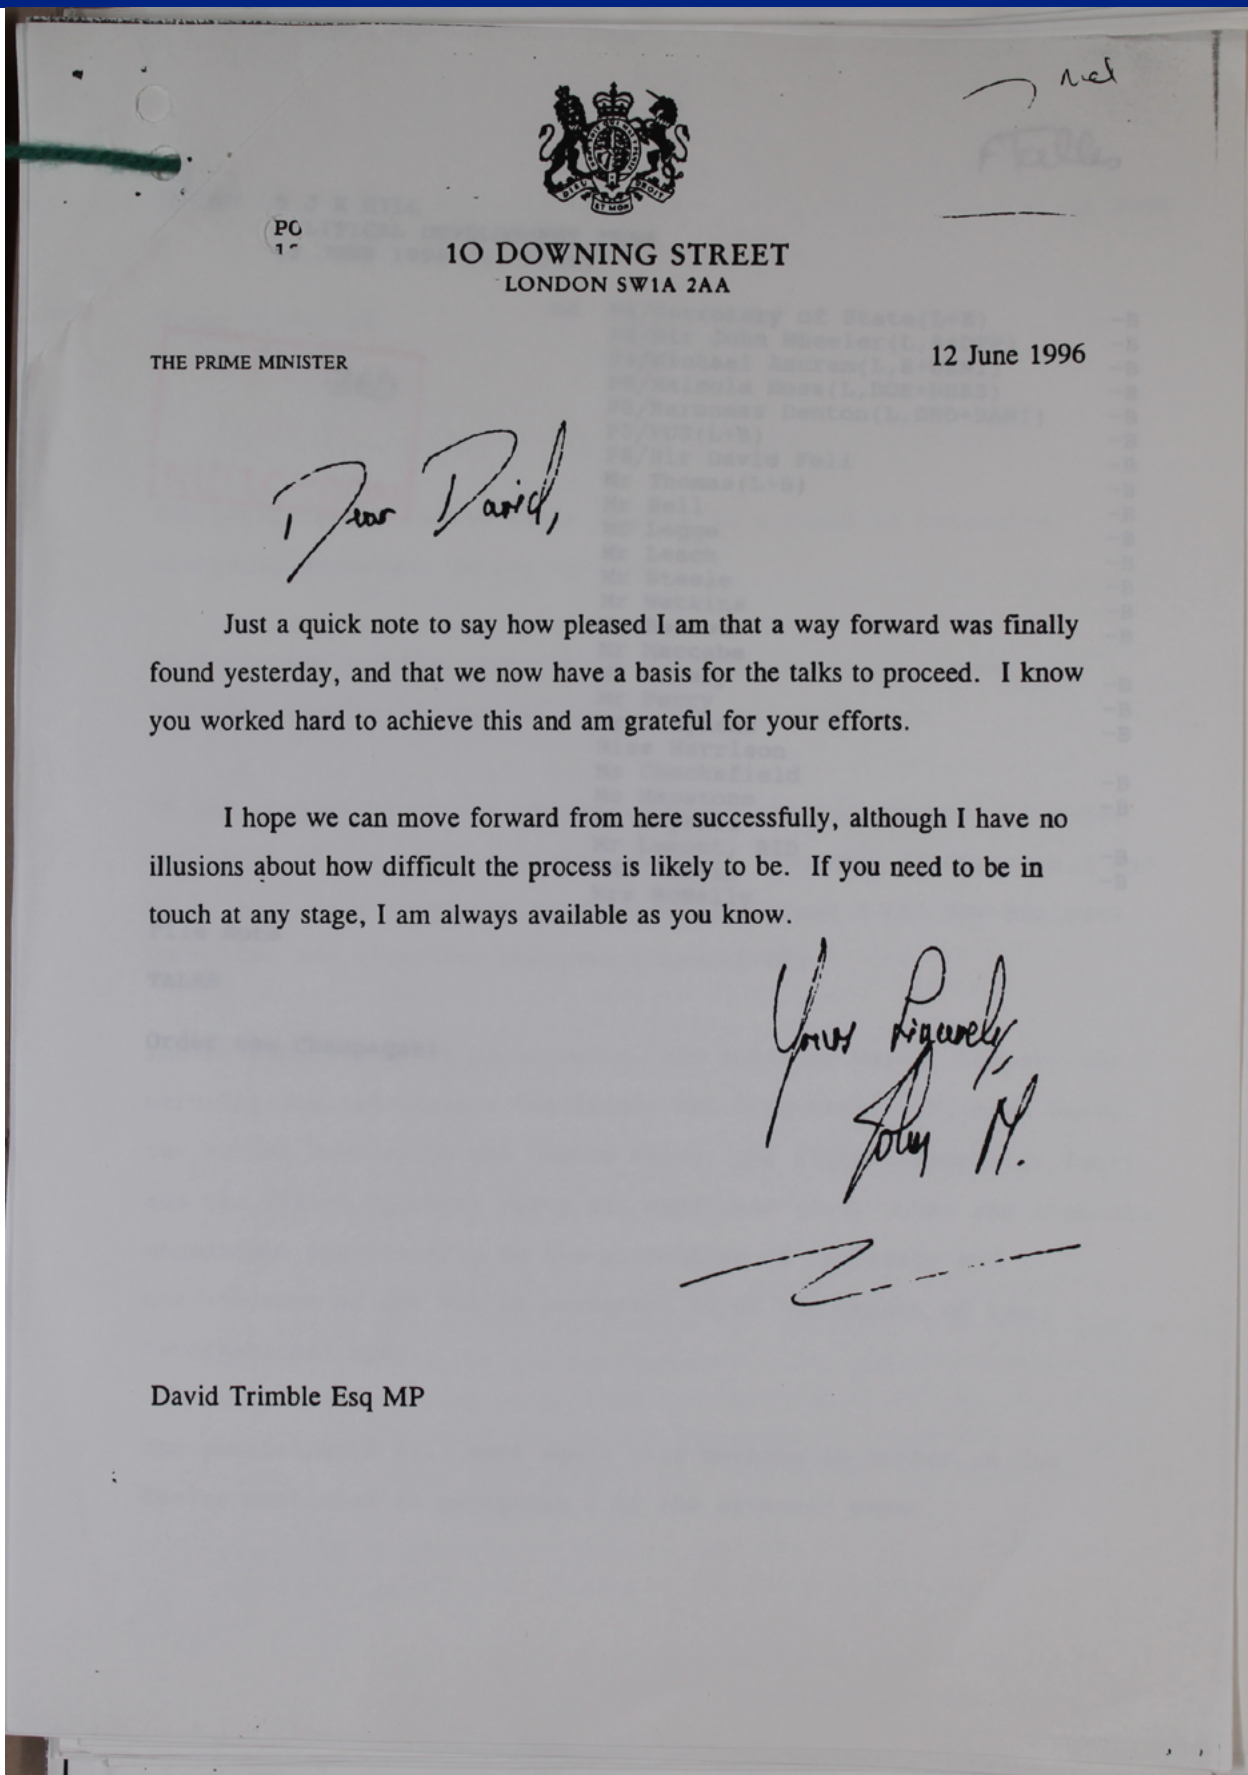 PO
10 DOWNING STREET
LONDON SW1A 2AA
THE PRIME MINISTER
12 June 1996
Dear David,
Just a quick note to say how pleased I am that a way forward was finally
found yesterday, and that we now have a basis for the talks to proceed. I know
you worked hard to achieve this and am grateful for your efforts.
I hope we can move forward from here successfully, although I have no
illusions about how difficult the process is likely to be. If you need to be in
touch at any stage, I am always available as you know.
Yours sincerely,
John M.
David Trimble Esq MP